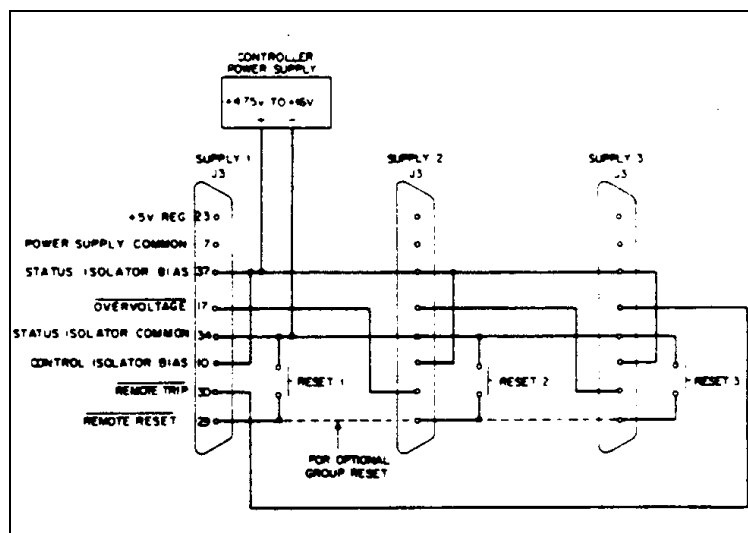 CONTROLLER
POWER SUPPLY
+4.75V TO +16V
+ -
SUPPLY 1
J3
SUPPLY 2
J3
SUPPLY 3
J3
+5V REG 23
POWER SUPPLY COMMON 7
STATUS ISOLATOR BIAS 37
OVERVOLTAGE 17
STATUS ISOLATOR COMMON 34
CONTROL ISOLATOR BIAS 10
REMOTE TRIP 30
REMOTE RESET 29
RESET 1
RESET 2
RESET 3
FOR OPTIONAL
GROUP RESET